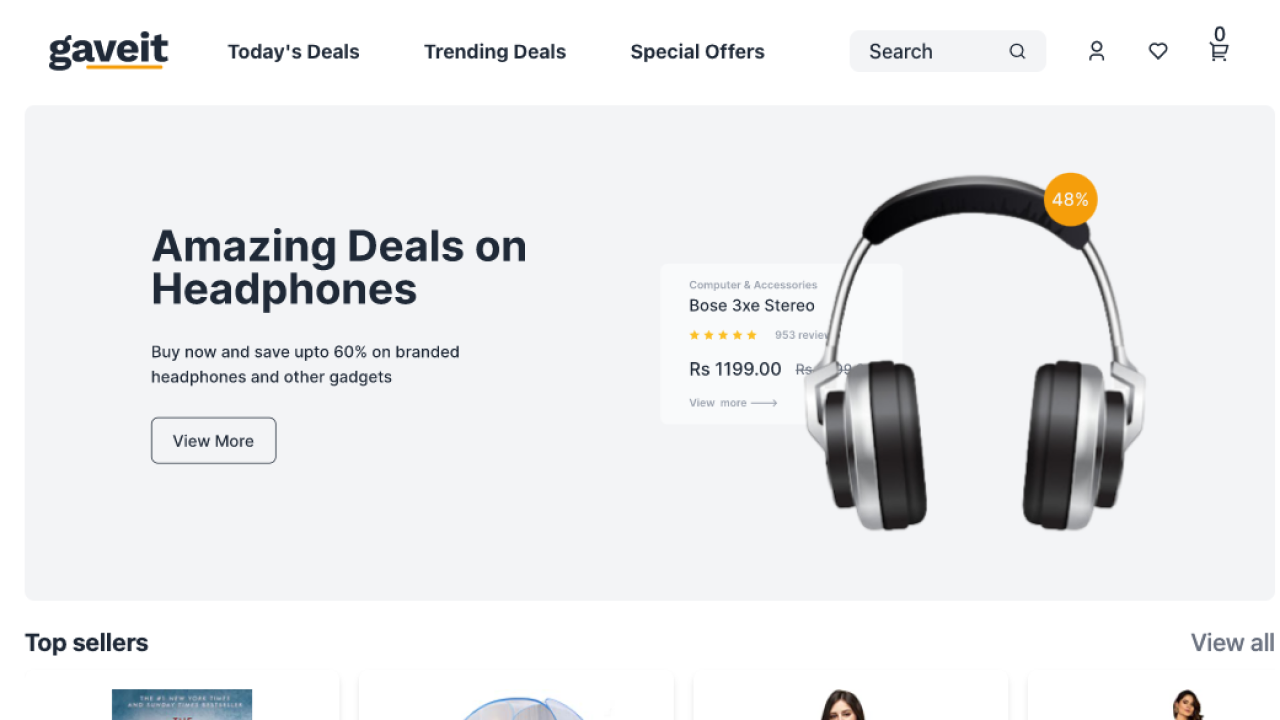 gaveit
Today's Deals
Trending Deals
Special Offers
Search
0
48%
Amazing Deals on
Headphones
Buy now and save upto 60% on branded
headphones and other gadgets
View More
Computer & Accessories
Bose 3xe Stereo
953
Rs 1199.00 Rs
View more
Top sellers
View all
THE #1 NEW YORK TIMES
AND SUNDAY TIMES BESTSELLER
THE